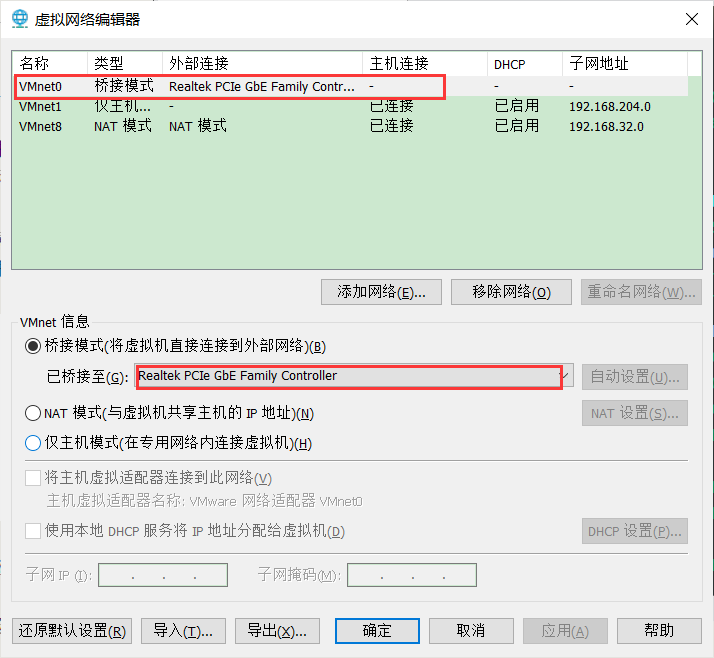 虚拟网络编辑器
名称 类型 外部连接 主机连接 DHCP 子网地址
VMnet0 桥接模式 Realtek PCIe GbE Family Contr... - - -
VMnet1 仅主机... - 已连接 已启用 192.168.204.0
VMnet8 NAT 模式 NAT 模式 已连接 已启用 192.168.32.0
添加网络(E)... 移除网络(O) 重命名网络(W)...
VMnet 信息
桥接模式(将虚拟机直接连接到外部网络)(B)
已桥接至(G): Realtek PCIe GbE Family Controller 自动设置(U)...
NAT 模式(与虚拟机共享主机的 IP 地址)(N) NAT 设置(S)...
仅主机模式(在专用网络内连接虚拟机)(H)
将主机虚拟适配器连接到此网络(V)
主机虚拟适配器名称: VMware 网络适配器 VMnet0
使用本地 DHCP 服务将 IP 地址分配给虚拟机(D) DHCP 设置(P)...
子网 IP (I): . . . 子网掩码(M): . . .
还原默认设置(R) 导入(T)... 导出(X)... 确定 取消 应用(A) 帮助